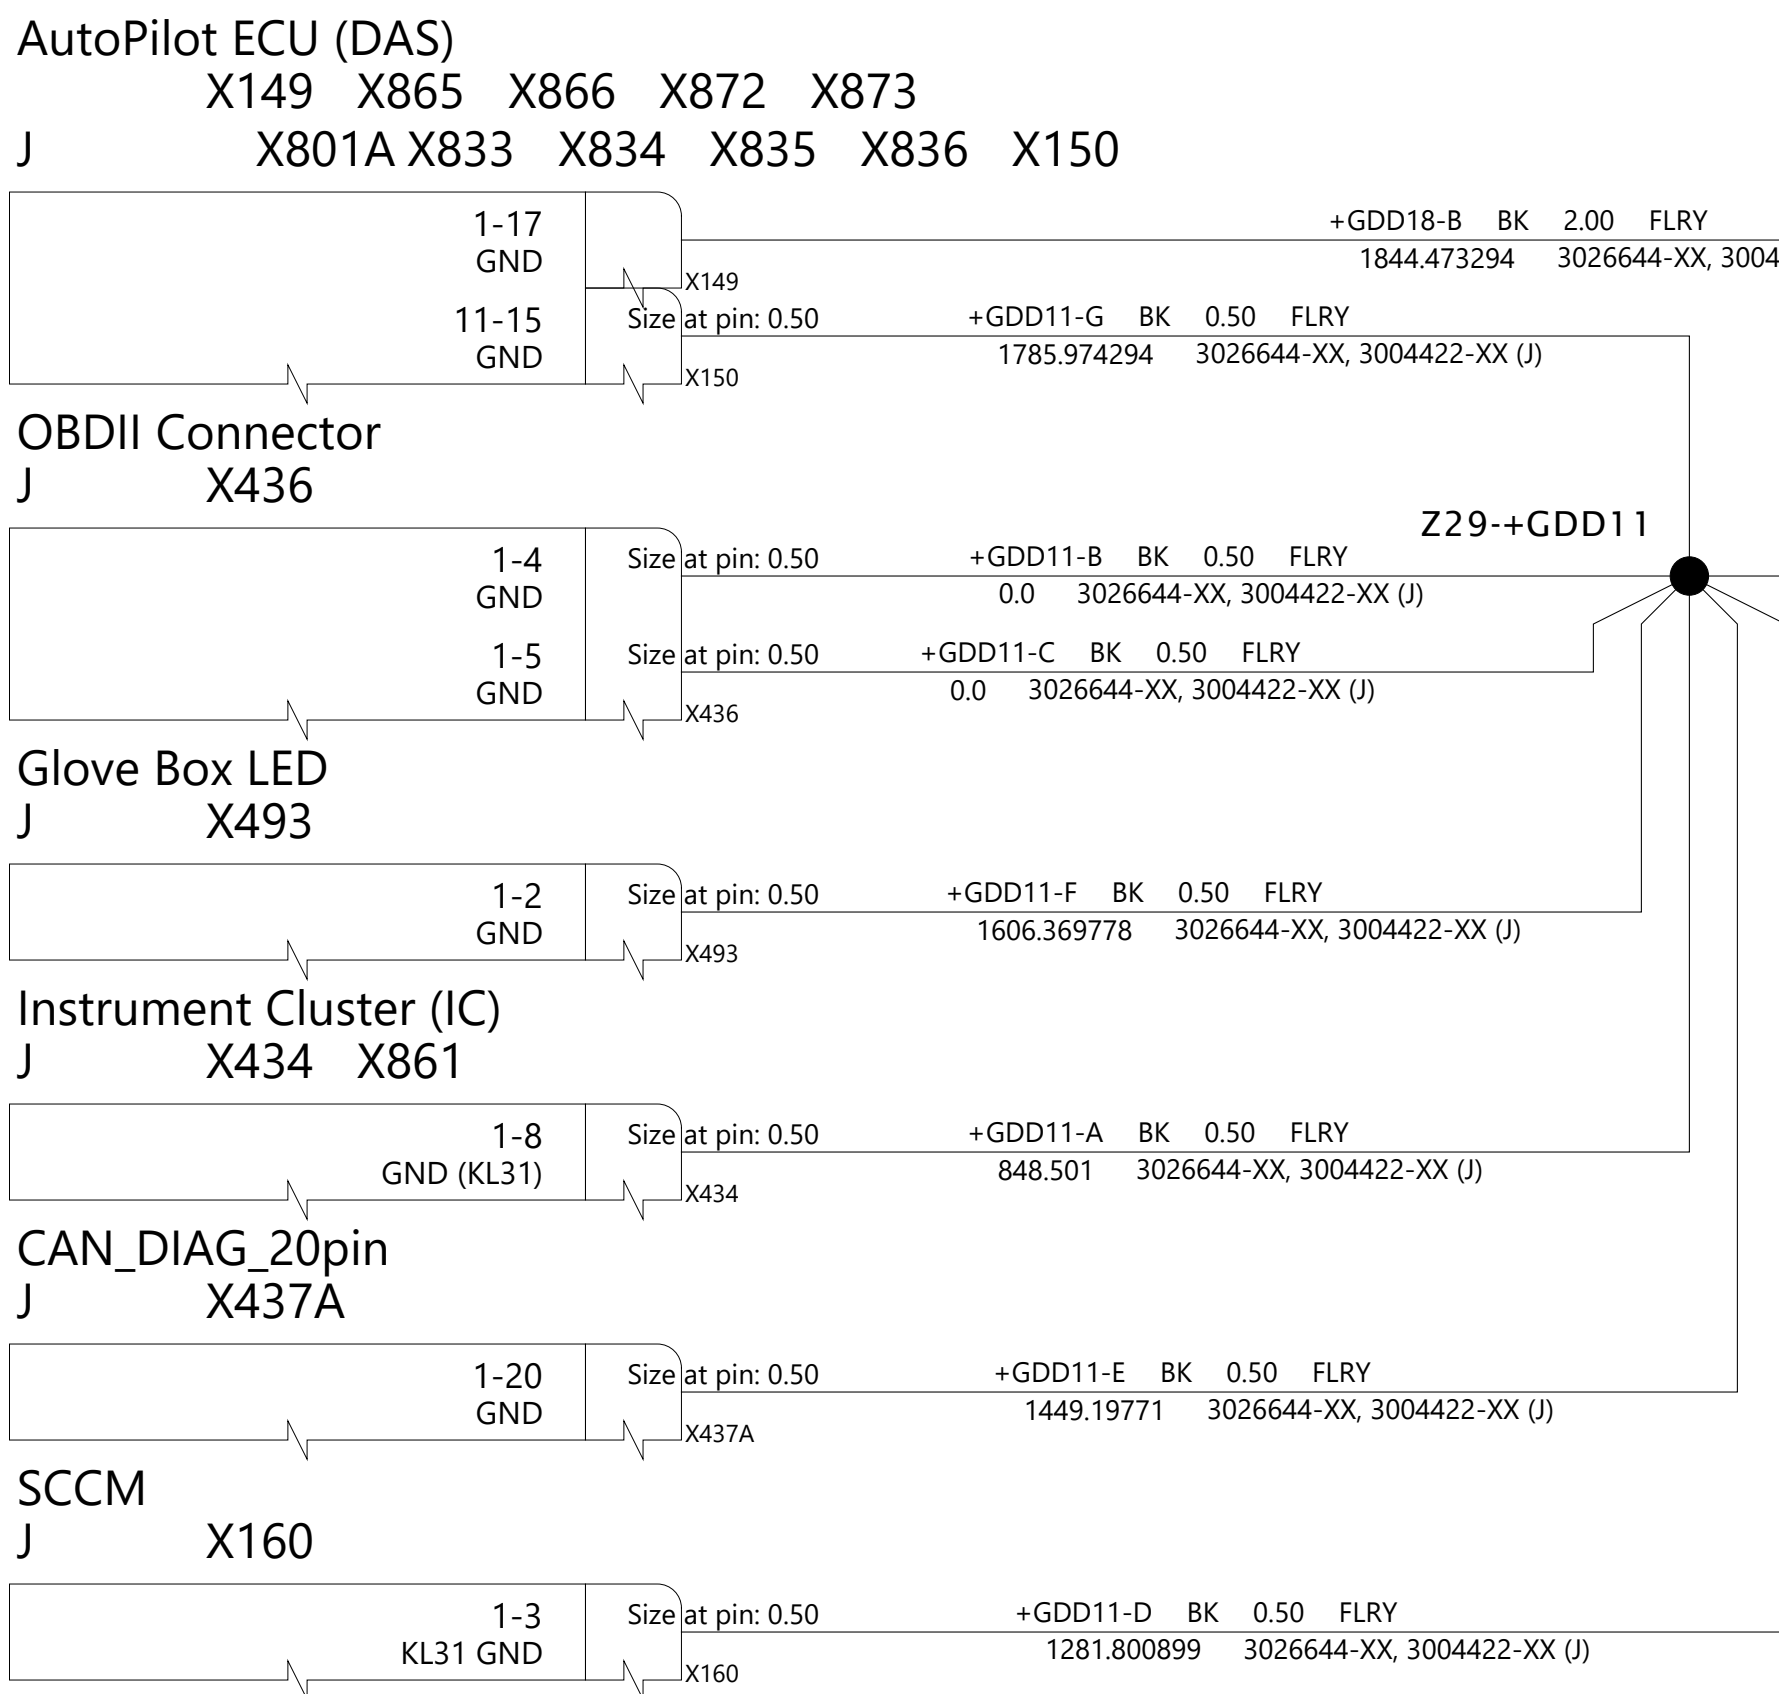 AutoPilot ECU (DAS)
X149 X865 X866 X872 X873
J X801A X833 X834 X835 X836 X150
1-17
GND
X149
+GDD18-B BK 2.00 FLRY
1844.473294 3026644-XX, 3004
11-15
GND
Size at pin: 0.50
X150
+GDD11-G BK 0.50 FLRY
1785.974294 3026644-XX, 3004422-XX (J)
OBDII Connector
J X436
Z29-+GDD11
1-4
GND
Size at pin: 0.50
+GDD11-B BK 0.50 FLRY
0.0 3026644-XX, 3004422-XX (J)
1-5
GND
Size at pin: 0.50
X436
+GDD11-C BK 0.50 FLRY
0.0 3026644-XX, 3004422-XX (J)
Glove Box LED
J X493
1-2
GND
Size at pin: 0.50
X493
+GDD11-F BK 0.50 FLRY
1606.369778 3026644-XX, 3004422-XX (J)
Instrument Cluster (IC)
J X434 X861
1-8
GND (KL31)
Size at pin: 0.50
X434
+GDD11-A BK 0.50 FLRY
848.501 3026644-XX, 3004422-XX (J)
CAN_DIAG_20pin
J X437A
1-20
GND
Size at pin: 0.50
X437A
+GDD11-E BK 0.50 FLRY
1449.19771 3026644-XX, 3004422-XX (J)
SCCM
J X160
1-3
KL31 GND
Size at pin: 0.50
X160
+GDD11-D BK 0.50 FLRY
1281.800899 3026644-XX, 3004422-XX (J)